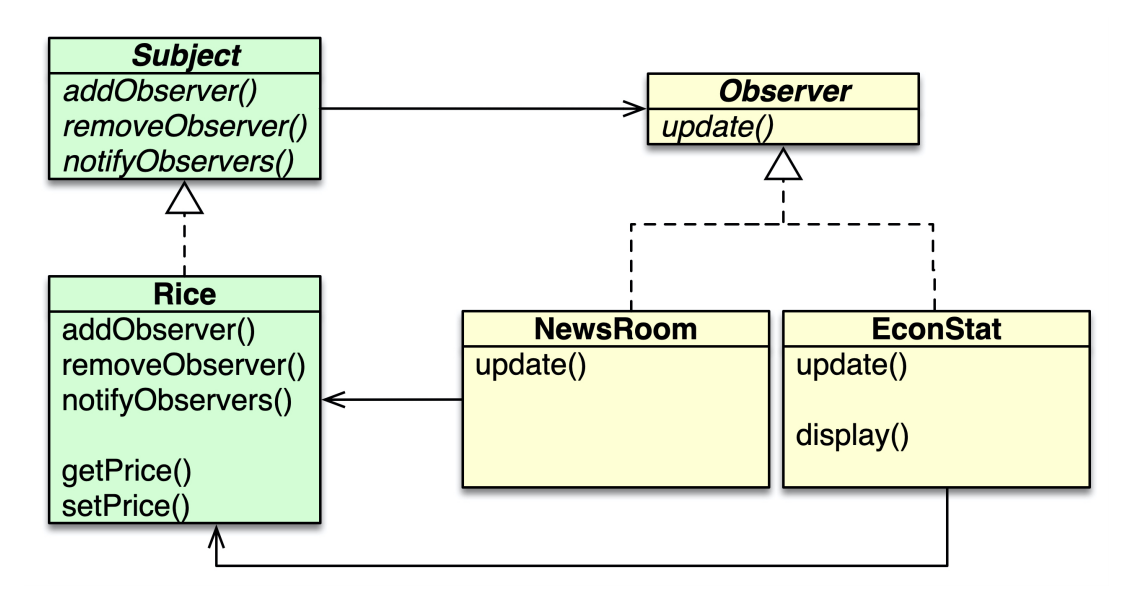 Subject
addObserver()
removeObserver()
notifyObservers()
Observer
update()
Rice
addObserver()
removeObserver()
notifyObservers()
getPrice()
setPrice()
NewsRoom
update()
EconStat
update()
display()